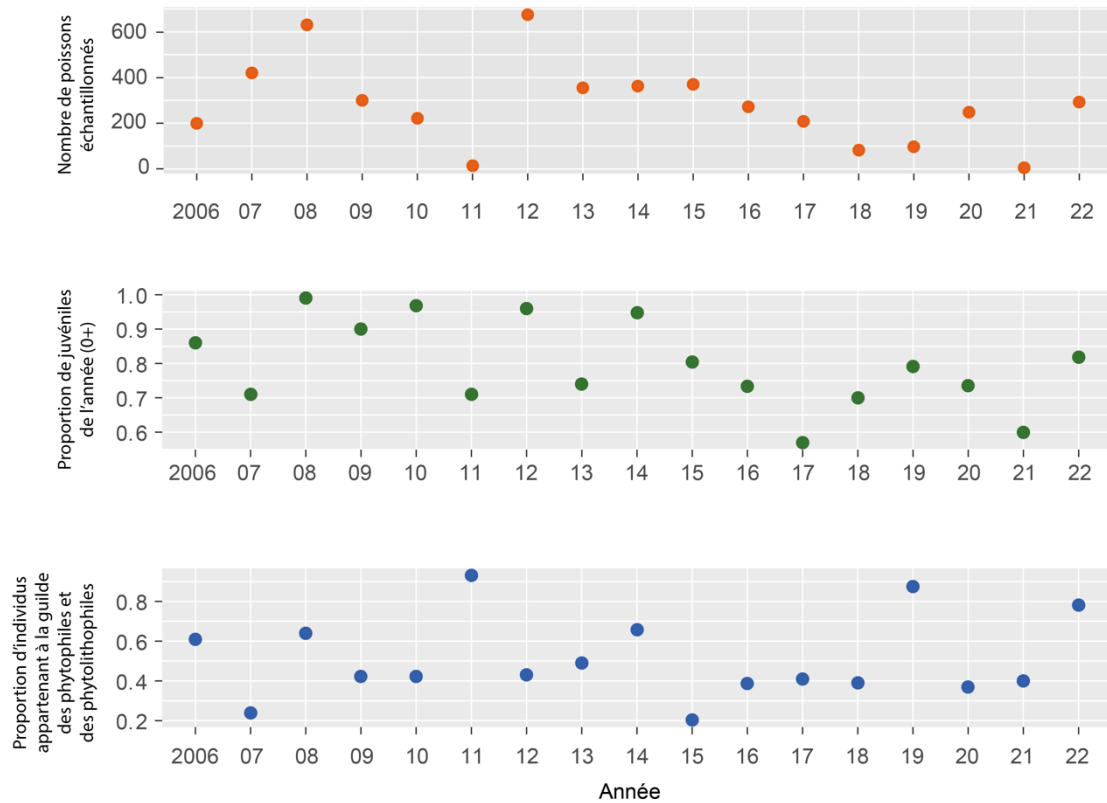 Nombre de poissons
échantillonnés
600
400
200
0
2006 07 08 09 10 11 12 13 14 15 16 17 18 19 20 21 22
Proportion de juvéniles
de l'année (0+)
1.0
0.9
0.8
0.7
0.6
2006 07 08 09 10 11 12 13 14 15 16 17 18 19 20 21 22
Proportion d'individus
appartenant à la guilde
des phytophiles et
des phytolithophiles
0.8
0.6
0.4
0.2
2006 07 08 09 10 11 12 13 14 15 16 17 18 19 20 21 22
Année